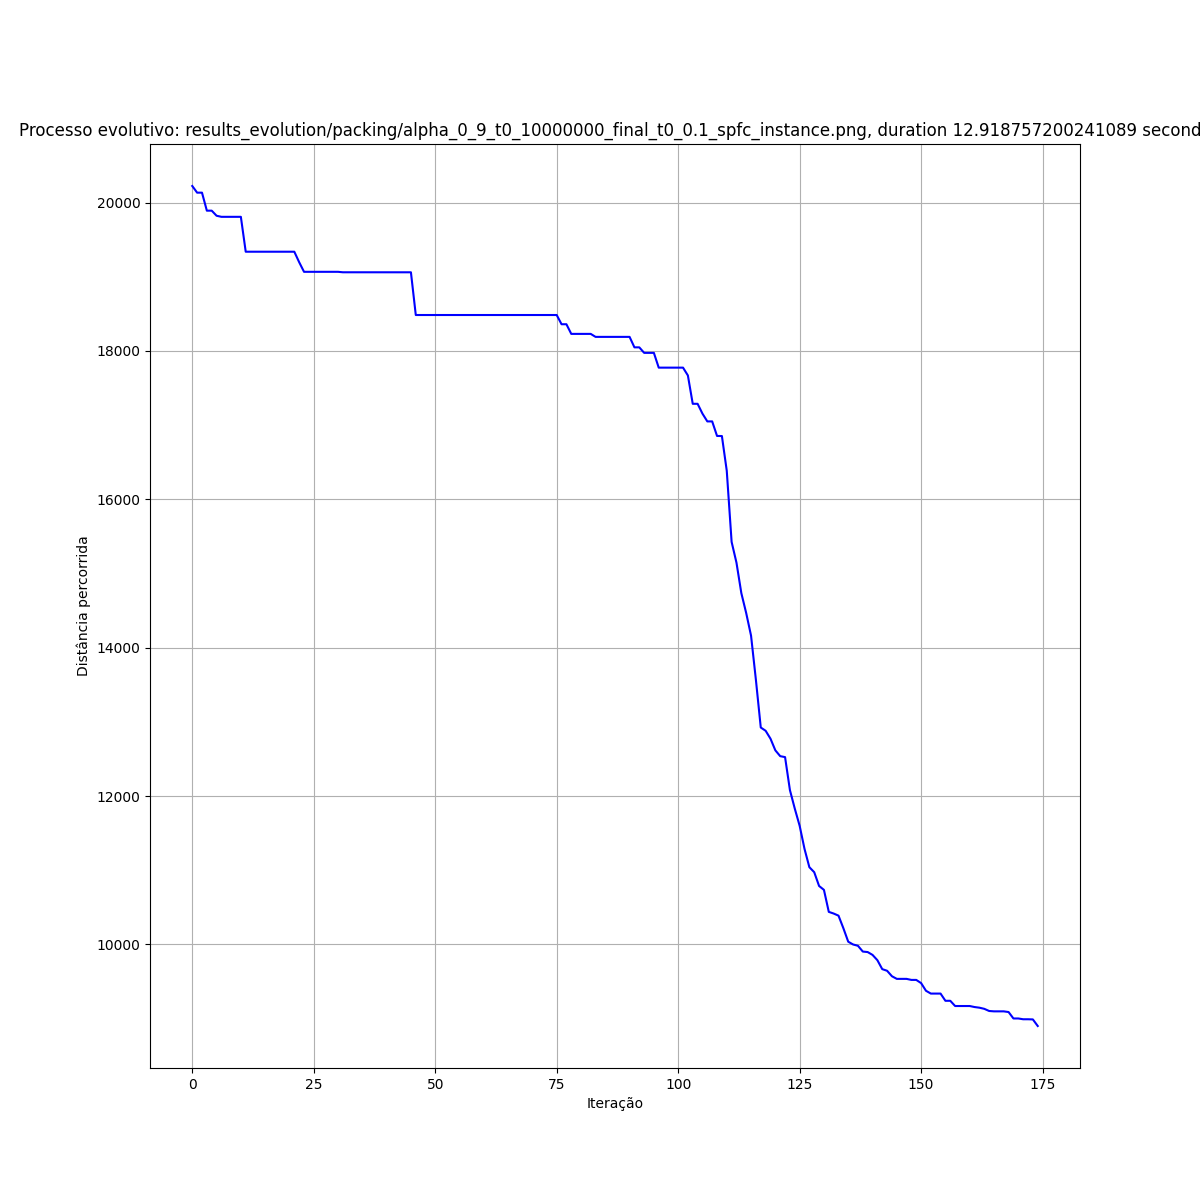 Processo evolutivo: results_evolution/packing/alpha_0_9_t0_10000000_final_t0_0.1_spfc_instance.png, duration 12.918757200241089 second
20000
18000
16000
14000
12000
10000
Distância percorrida
0 25 50 75 100 125 150 175
Iteração